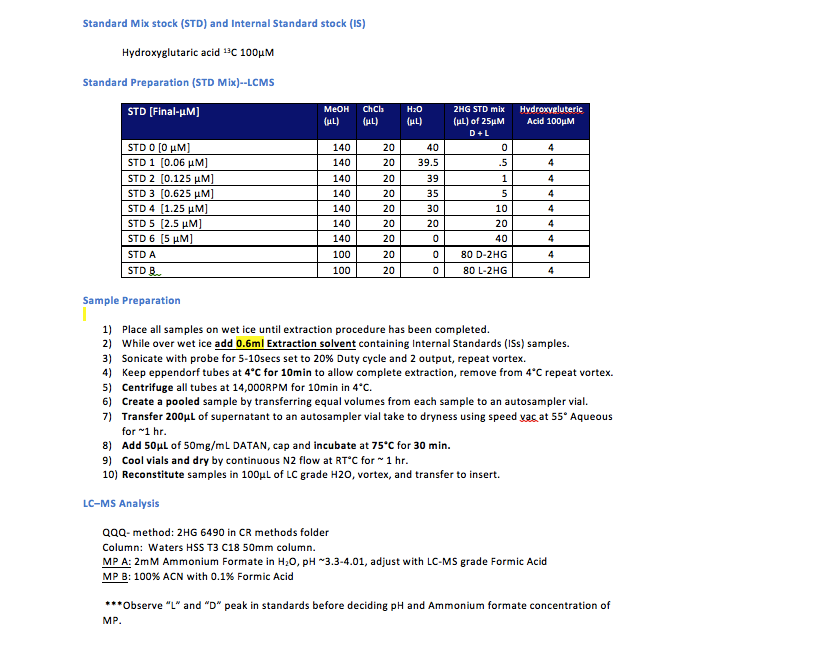 Standard Mix stock (STD) and Internal Standard stock (IS)
Hydroxyglutaric acid ¹³C 100µM
Standard Preparation (STD Mix)--LCMS
STD [Final-µM] MeOH (µL) ChCl₃ (µL) H₂O (µL) 2HG STD mix (µL) of 25µM D + L Hydroxygluteric Acid 100µM
STD 0 [0 µM] 140 20 40 0 4
STD 1 [0.06 µM] 140 20 39.5 .5 4
STD 2 [0.125 µM] 140 20 39 1 4
STD 3 [0.625 µM] 140 20 35 5 4
STD 4 [1.25 µM] 140 20 30 10 4
STD 5 [2.5 µM] 140 20 20 20 4
STD 6 [5 µM] 140 20 0 40 4
STD A 100 20 0 80 D-2HG 4
STD B 100 20 0 80 L-2HG 4
Sample Preparation
1) Place all samples on wet ice until extraction procedure has been completed.
2) While over wet ice add 0.6ml Extraction solvent containing Internal Standards (ISs) samples.
3) Sonicate with probe for 5-10secs set to 20% Duty cycle and 2 output, repeat vortex.
4) Keep eppendorf tubes at 4°C for 10min to allow complete extraction, remove from 4°C repeat vortex.
5) Centrifuge all tubes at 14,000RPM for 10min in 4°C.
6) Create a pooled sample by transferring equal volumes from each sample to an autosampler vial.
7) Transfer 200µL of supernatant to an autosampler vial take to dryness using speed vac at 55° Aqueous
for ~1 hr.
8) Add 50µL of 50mg/mL DATAN, cap and incubate at 75°C for 30 min.
9) Cool vials and dry by continuous N2 flow at RT°C for ~ 1 hr.
10) Reconstitute samples in 100µL of LC grade H2O, vortex, and transfer to insert.
LC–MS Analysis
QQQ- method: 2HG 6490 in CR methods folder
Column: Waters HSS T3 C18 50mm column.
MP A: 2mM Ammonium Formate in H₂O, pH ~3.3-4.01, adjust with LC-MS grade Formic Acid
MP B: 100% ACN with 0.1% Formic Acid
***Observe "L" and "D" peak in standards before deciding pH and Ammonium formate concentration of
MP.